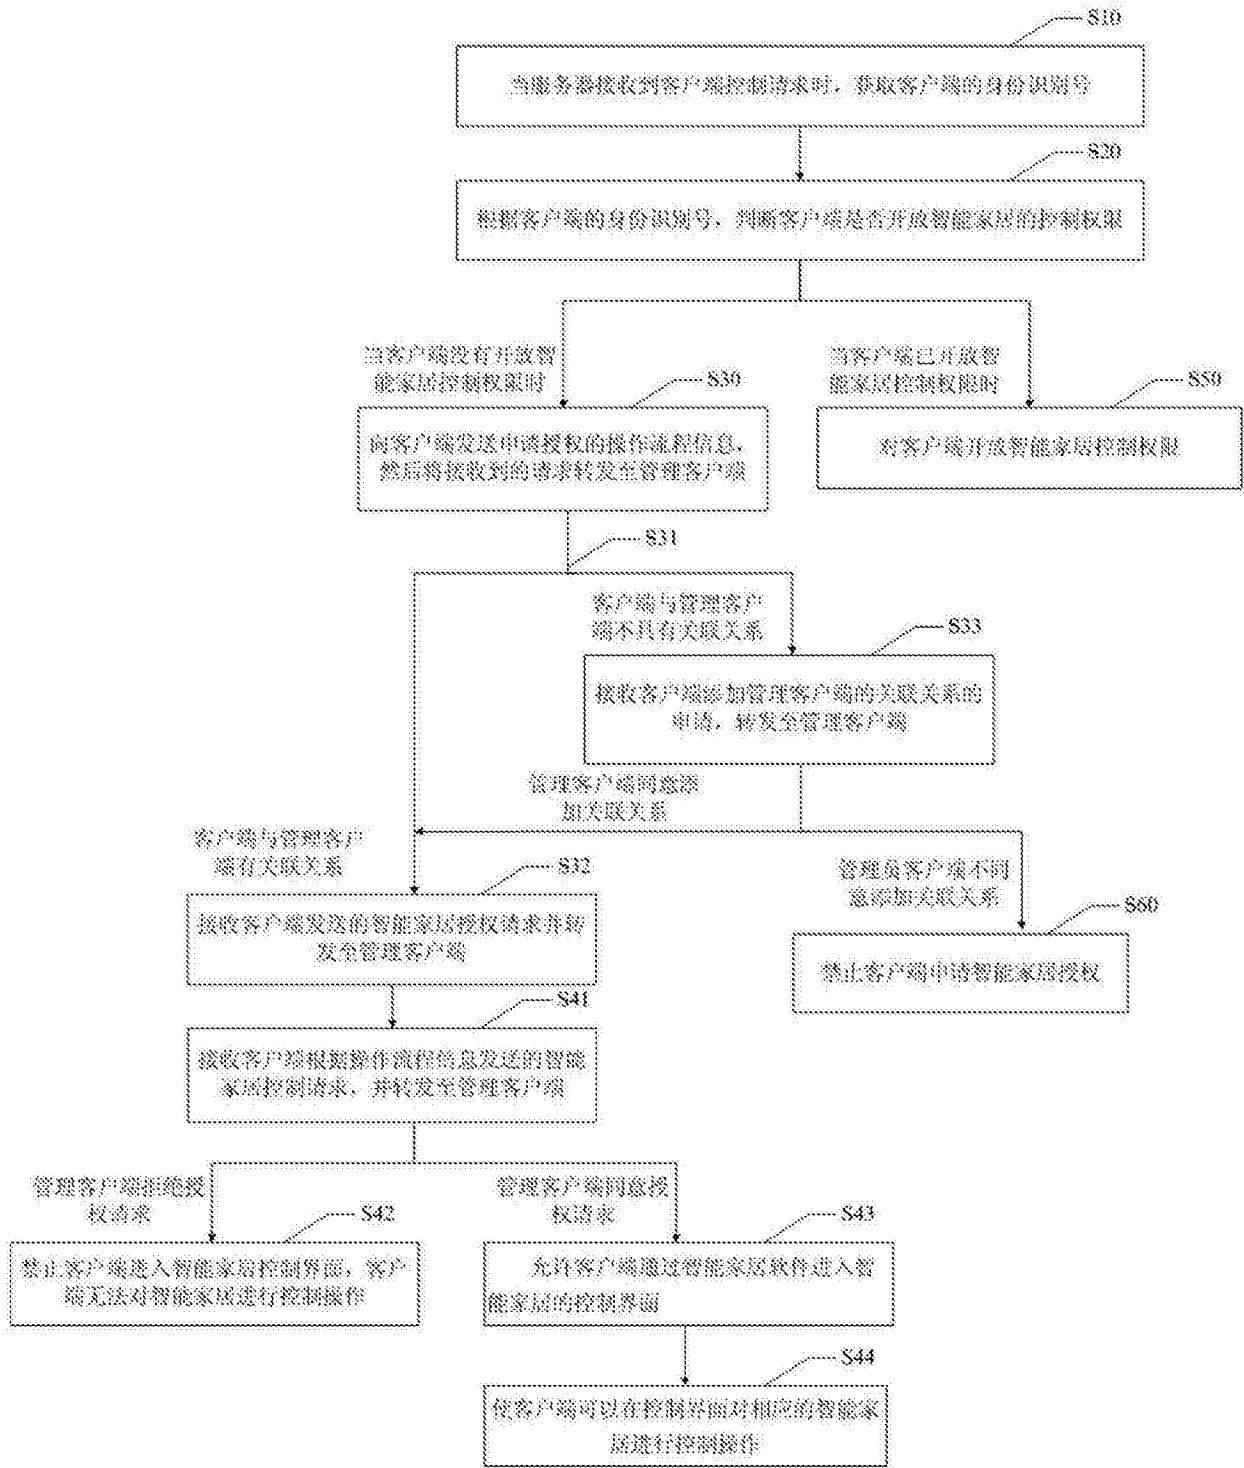 S10
当服务器接收到客户端控制请求时，获取客户端的身份识别号
S20
根据客户端的身份识别号，判断客户端是否开放智能家居的控制权限
当客户端没有开放智
能家居控制权限时
S30
向客户端发送申请授权的操作流程信息，
然后将接收到的请求转发至管理客户端
当客户端已开放智
能家居控制权限时
S50
对客户端开放智能家居控制权限
S31
客户端与管理客户
端不具有关联关系
S33
接收客户端添加管理客户端的关联关系的
申请，转发至管理客户端
管理客户端同意添
加关联关系
客户端与管理客户
端有关联关系
S32
接收客户端发送的智能家居授权请求并转
发至管理客户端
管理员客户端不同
意添加关联关系
S60
禁止客户端申请智能家居授权
S41
接收客户端根据操作流程信息发送的智能
家居控制请求，并转发至管理客户端
管理客户端拒绝授
权请求
S42
禁止客户端进入智能家居控制界面，客户
端无法对智能家居进行控制操作
管理客户端同意授
权请求
S43
允许客户端通过智能家居软件进入智
能家居的控制界面
S44
使客户端可以在控制界面对相应的智能家
居进行控制操作